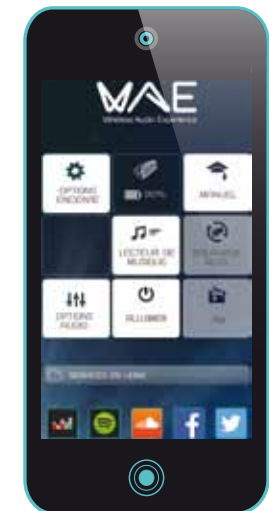 WAE
Wireless Audio Experience
OPTIONS
ENCEINTE
MANUEL
LECTEUR DE
MUSIQUE
OPTIONS
AUDIO
ALLUMER
SERVICES EN LIGNE